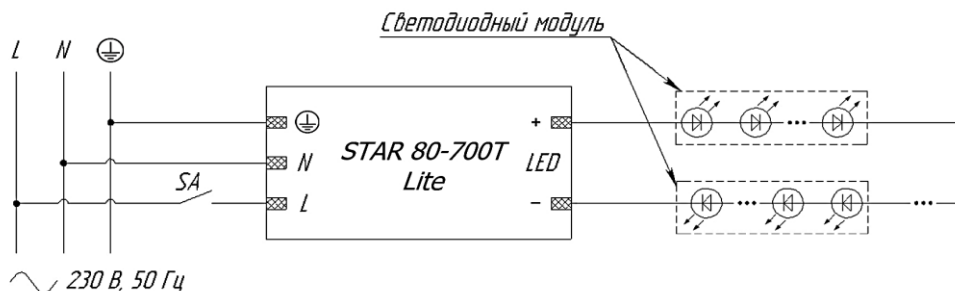 Светодиодный модуль
L N
+
N STAR 80-700T LED
Lite
SA L −
230 В, 50 Гц